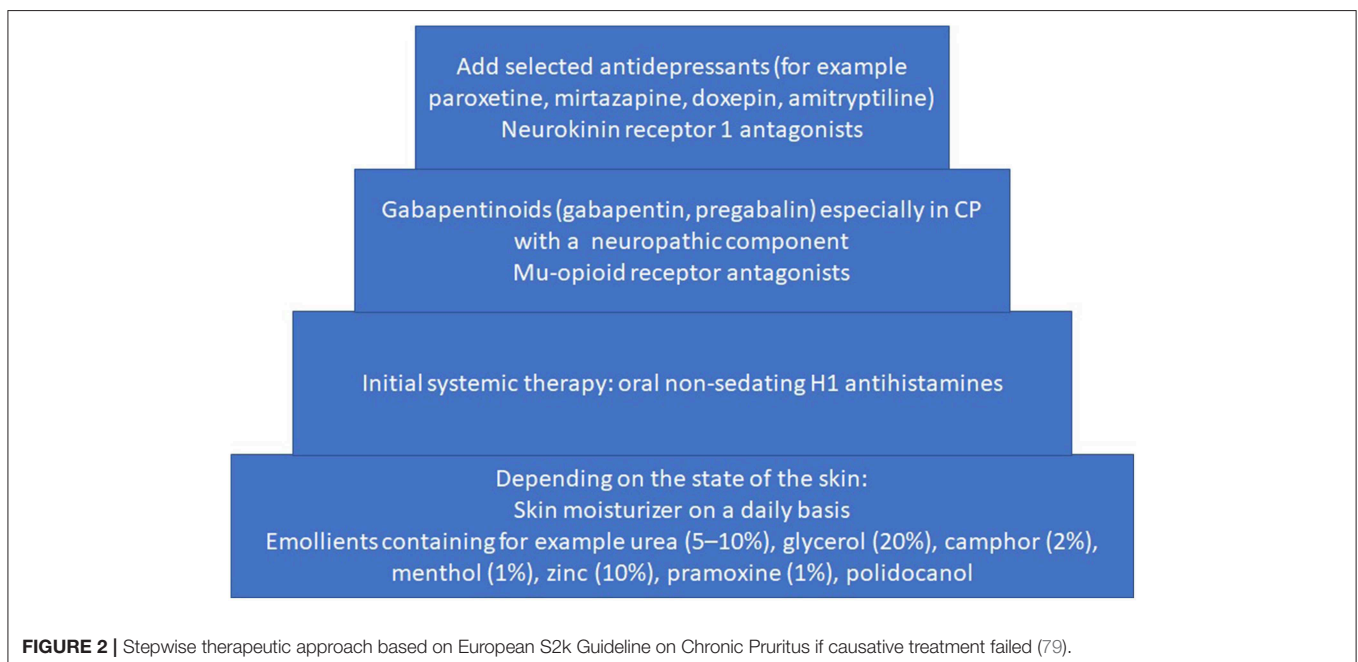 Add selected antidepressants (for example
paroxetine, mirtazapine, doxepin, amitryptiline)
Neurokinin receptor 1 antagonists
Gabapentinoids (gabapentin, pregabalin) especially in CP
with a neuropathic component
Mu-opioid receptor antagonists
Initial systemic therapy: oral non-sedating H1 antihistamines
Depending on the state of the skin:
Skin moisturizer on a daily basis
Emollients containing for example urea (5–10%), glycerol (20%), camphor (2%),
menthol (1%), zinc (10%), pramoxine (1%), polidocanol
FIGURE 2 | Stepwise therapeutic approach based on European S2k Guideline on Chronic Pruritus if causative treatment failed (79).